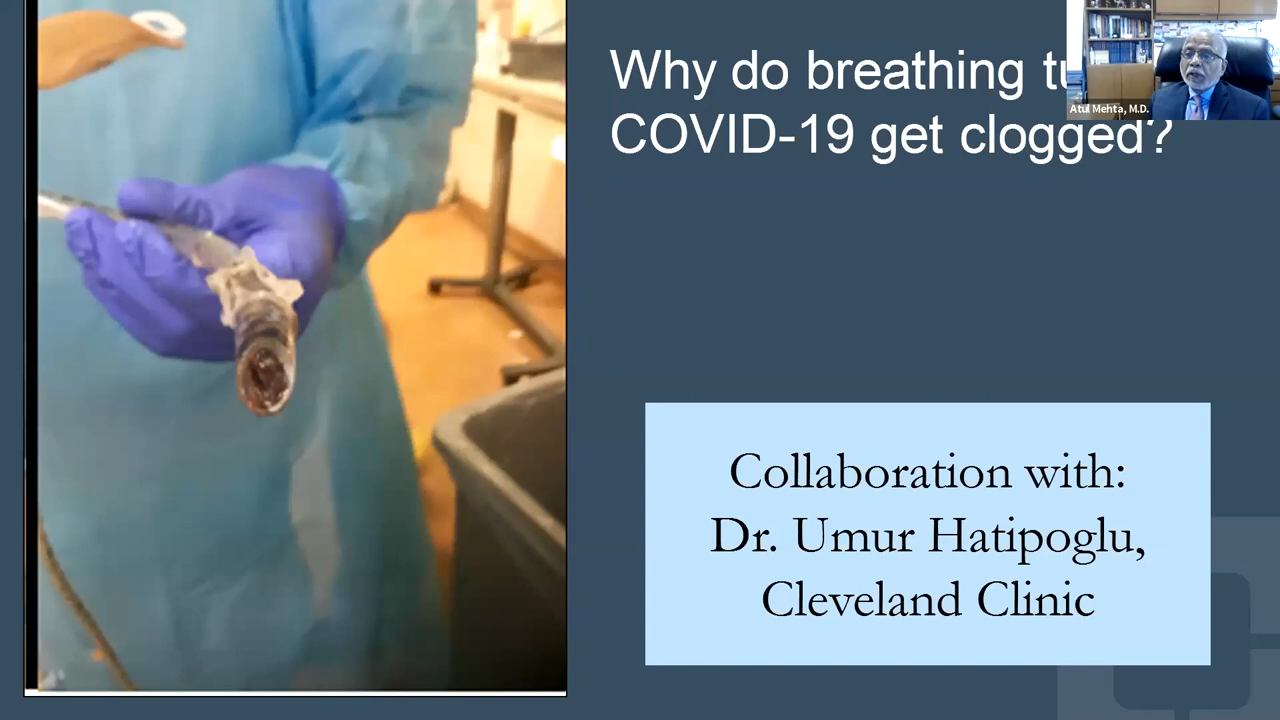 Why do breathing
COVID-19 get clogged?
Atul Mehta, M.D.
Collaboration with:
Dr. Umur Hatipoglu,
Cleveland Clinic